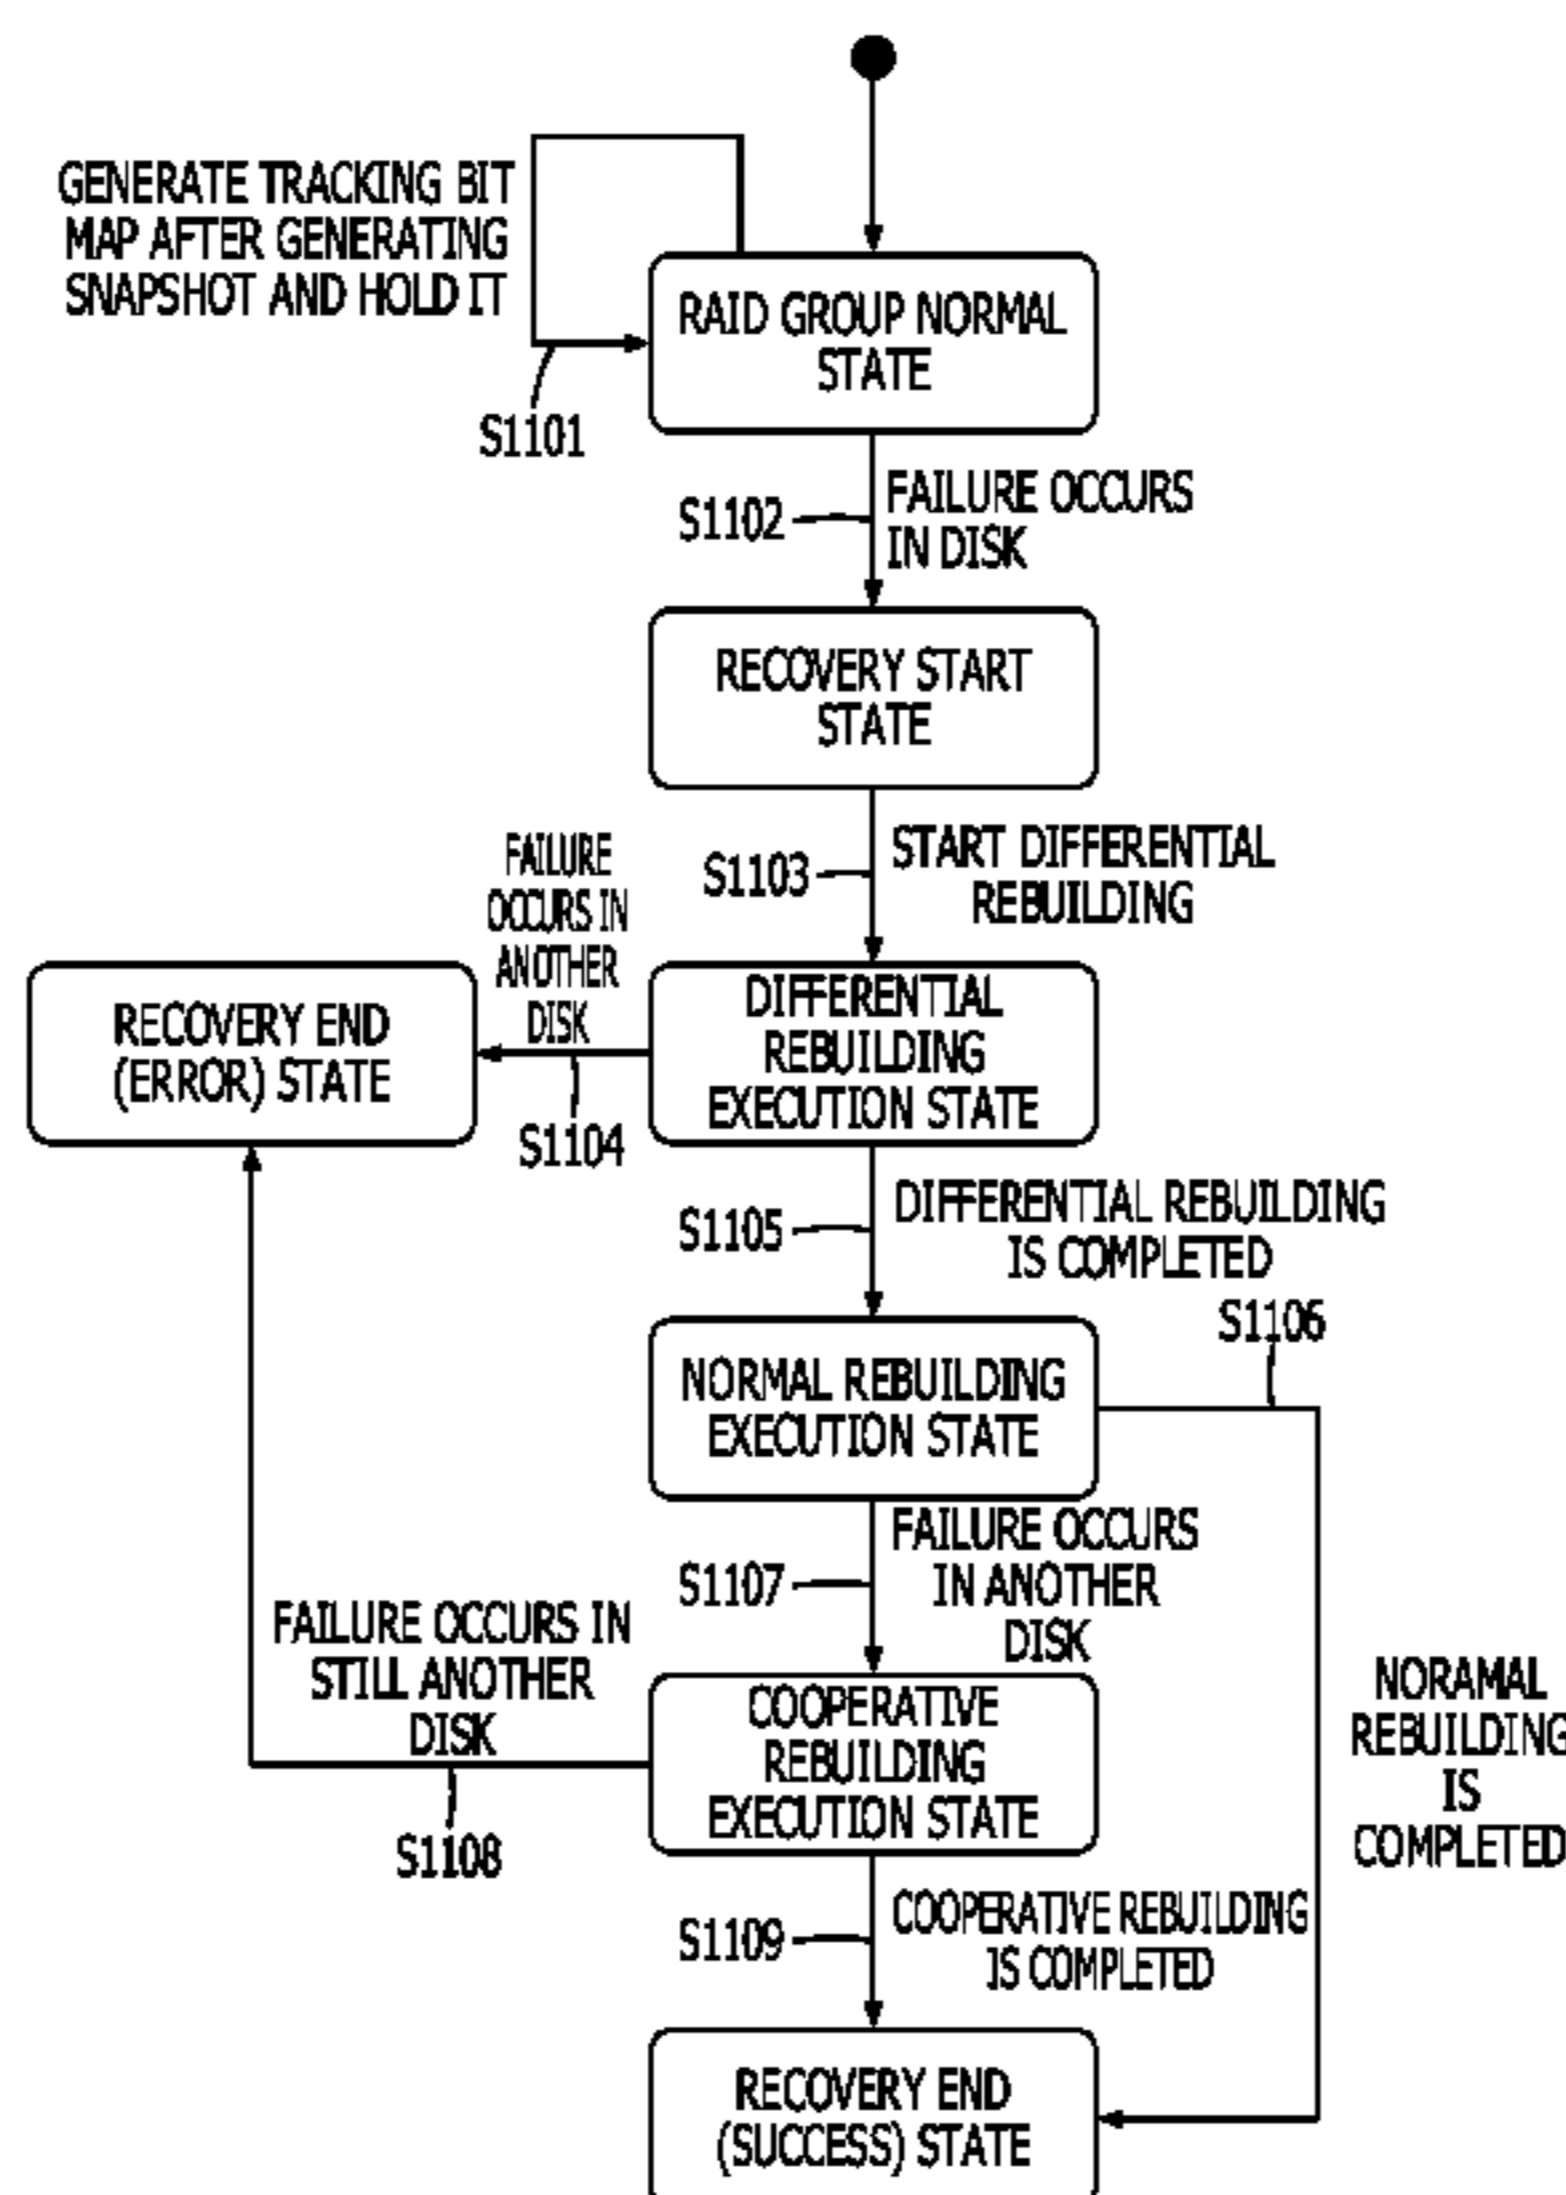 GENERATE TRACKING BIT
MAP AFTER GENERATING
SNAPSHOT AND HOLD IT
S1101
RAID GROUP NORMAL
STATE
S1102
FAILURE OCCURS
IN DISK
RECOVERY START
STATE
S1103
START DIFFERENTIAL
REBUILDING
FAILURE
OCCURS IN
ANOTHER
DISK
S1104
RECOVERY END
(ERROR) STATE
DIFFERENTIAL
REBUILDING
EXECUTION STATE
S1105
DIFFERENTIAL REBUILDING
IS COMPLETED
S1106
NORMAL REBUILDING
EXECUTION STATE
S1107
FAILURE OCCURS
IN ANOTHER
DISK
FAILURE OCCURS IN
STILL ANOTHER
DISK
S1108
COOPERATIVE
REBUILDING
EXECUTION STATE
NORAMAL
REBUILDING
IS
COMPLETED
S1109
COOPERATIVE REBUILDING
IS COMPLETED
RECOVERY END
(SUCCESS) STATE